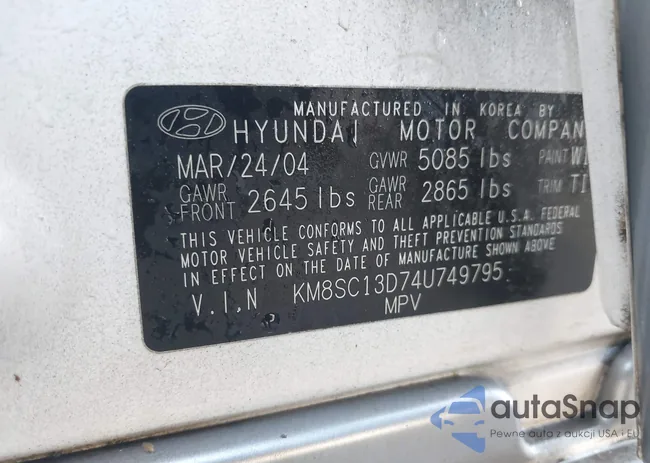 MANUFACTURED IN KOREA BY
HYUNDAI MOTOR COMPAN
MAR/24/04 GVWR 5085 lbs PAINT
GAWR FRONT 2645 lbs GAWR REAR 2865 lbs TRIM
THIS VEHICLE CONFORMS TO ALL APPLICABLE U.S.A. FEDERAL
MOTOR VEHICLE SAFETY AND THEFT PREVENTION STANDARDS
IN EFFECT ON THE DATE OF MANUFACTURE SHOWN ABOVE
V.I.N KM8SC13D74U749795
MPV
autoSnap
Pewne auto z aukcji USA i EU